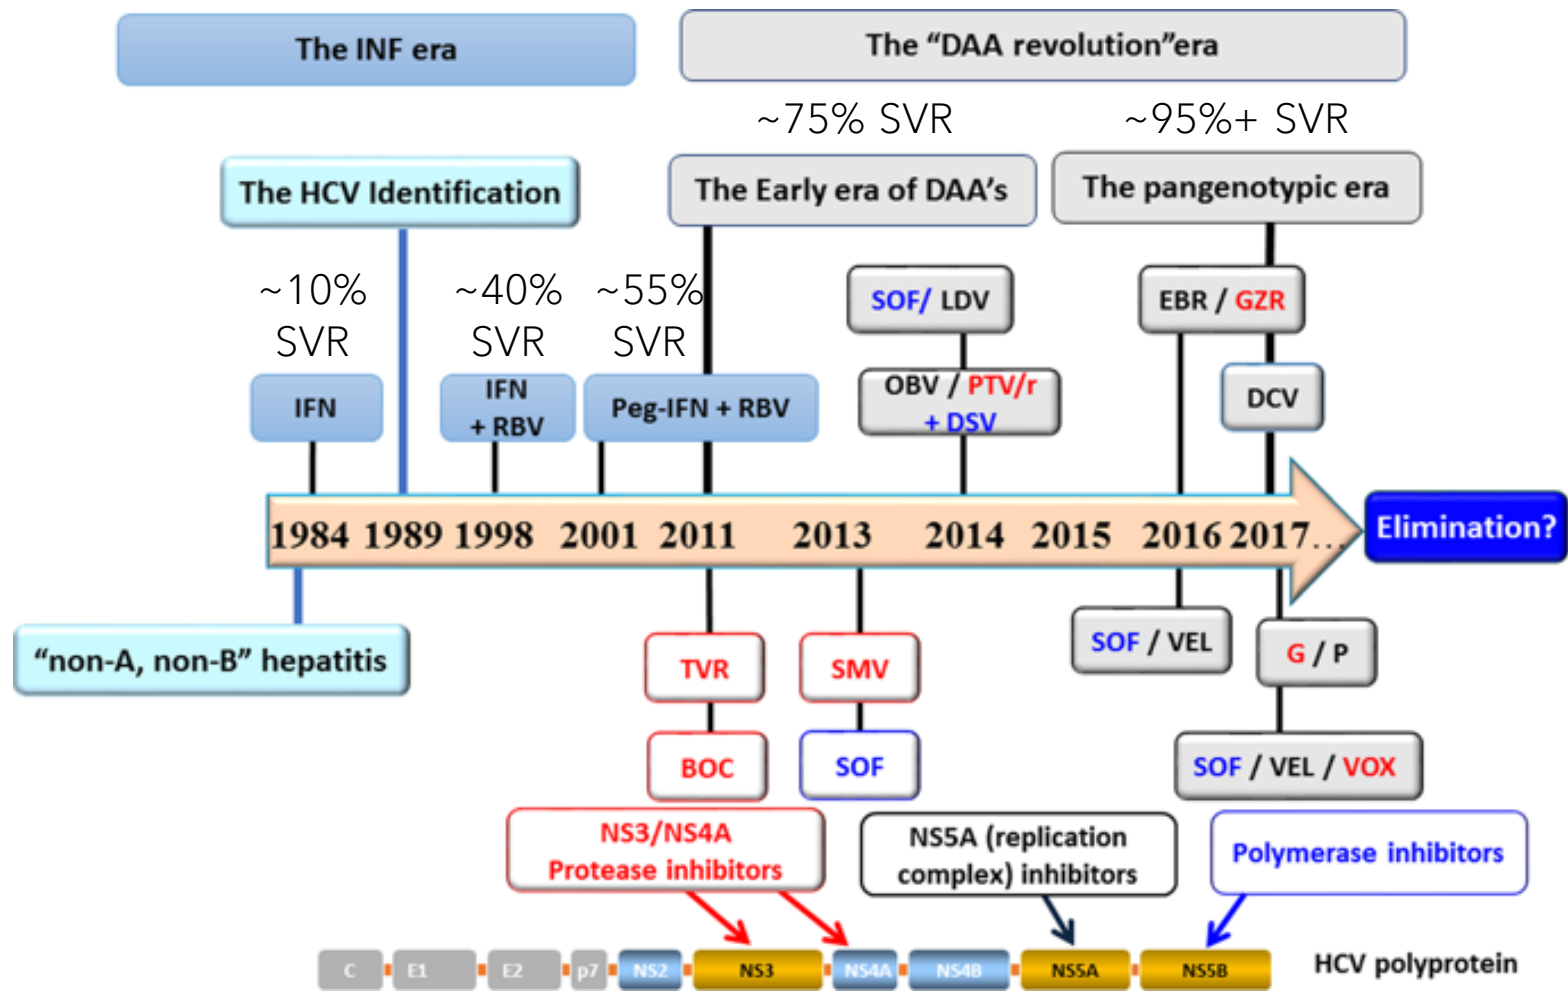 The INF era
The “DAA revolution”era
~75% SVR
~95%+ SVR
The HCV Identification
The Early era of DAA's
The pangenotypic era
~10%
SVR
~40%
SVR
~55%
SVR
SOF/ LDV
EBR / GZR
IFN
IFN
+ RBV
Peg-IFN + RBV
OBV / PTV/r
+ DSV
DCV
1984 1989 1998 2001 2011 2013 2014 2015 2016 2017...
Elimination?
“non-A, non-B” hepatitis
TVR
SMV
SOF / VEL
G / P
BOC
SOF
SOF / VEL / VOX
NS3/NS4A
Protease inhibitors
NS5A (replication
complex) inhibitors
Polymerase inhibitors
C E1 E2 p7 NS2 NS3 NS4A NS4B NS5A NS5B
HCV polyprotein